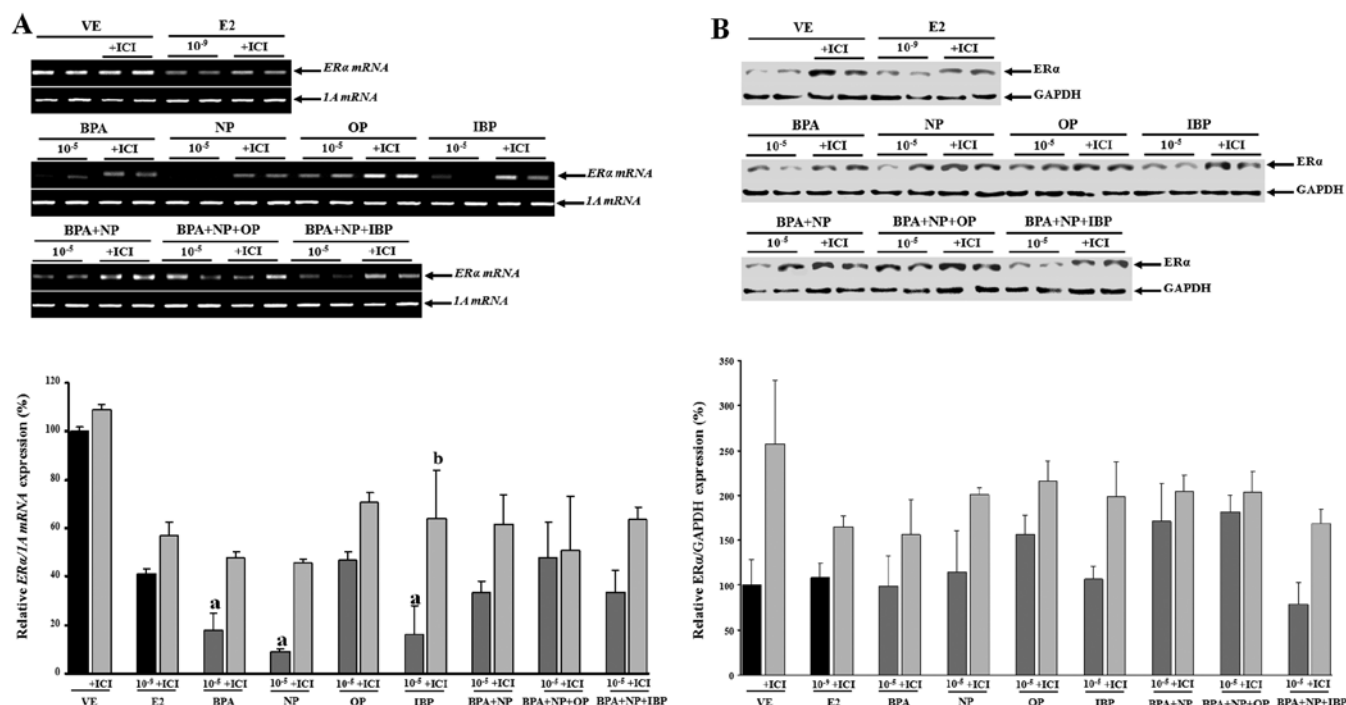 A
VE
E2
+ICI
10⁻⁹
+ICI
ERα mRNA
1A mRNA
BPA
NP
OP
IBP
10⁻⁵
+ICI
10⁻⁵
+ICI
10⁻⁵
+ICI
10⁻⁵
+ICI
ERα mRNA
1A mRNA
BPA+NP
BPA+NP+OP
BPA+NP+IBP
10⁻⁵
+ICI
10⁻⁵
+ICI
10⁻⁵
+ICI
ERα mRNA
1A mRNA
Relative ERα/1A mRNA expression (%)
120
100
80
60
40
20
0
a
a
a
b
+ICI 10⁻⁹ +ICI 10⁻⁵ +ICI 10⁻⁵ +ICI 10⁻⁵ +ICI 10⁻⁵ +ICI 10⁻⁵ +ICI 10⁻⁵ +ICI 10⁻⁵ +ICI
VE E2 BPA NP OP IBP BPA+NP BPA+NP+OP BPA+NP+IBP
B
VE
E2
+ICI
10⁻⁹
+ICI
ERα
GAPDH
BPA
NP
OP
IBP
10⁻⁵
+ICI
10⁻⁵
+ICI
10⁻⁵
+ICI
10⁻⁵
+ICI
ERα
GAPDH
BPA+NP
BPA+NP+OP
BPA+NP+IBP
10⁻⁵
+ICI
10⁻⁵
+ICI
10⁻⁵
+ICI
ERα
GAPDH
Relative ERα/GAPDH expression (%)
350
300
250
200
150
100
50
0
+ICI 10⁻⁹ +ICI 10⁻⁵ +ICI 10⁻⁵ +ICI 10⁻⁵ +ICI 10⁻⁵ +ICI 10⁻⁵ +ICI 10⁻⁵ +ICI 10⁻⁵ +ICI
VE E2 BPA NP OP IBP BPA+NP BPA+NP+OP BPA+NP+IBP